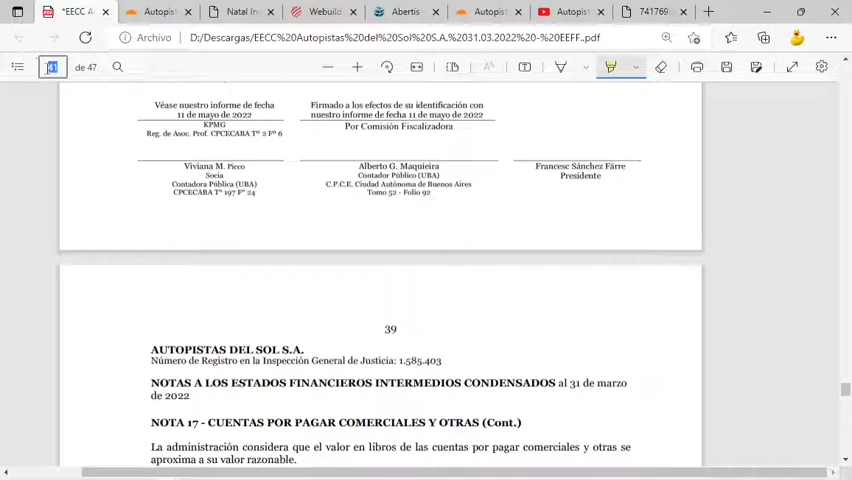 *EECC A
Autopist
Natal In
Webuild
Abertis
Autopist
Autopis
741769.
Archivo
D:/Descargas/EECC%20Autopistas%20del%20Sol%20S.A.%2031.03.2022%20-%20EEFF..pdf
41 de 47
Véase nuestro informe de fecha
11 de mayo de 2022
KPMG
Reg. de Asoc. Prof. CPCECABA Tº 2 Fº 6
Firmado a los efectos de su identificación con
nuestro informe de fecha 11 de mayo de 2022
Por Comisión Fiscalizadora
Viviana M. Picco
Socia
Contadora Pública (UBA)
CPCECABA Tº 197 Fº 24
Alberto G. Maquieira
Contador Público (UBA)
C.P.C.E. Ciudad Autónoma de Buenos Aires
Tomo 52 - Folio 92
Francesc Sánchez Fárre
Presidente
39
AUTOPISTAS DEL SOL S.A.
Número de Registro en la Inspección General de Justicia: 1.585.403
NOTAS A LOS ESTADOS FINANCIEROS INTERMEDIOS CONDENSADOS al 31 de marzo
de 2022
NOTA 17 - CUENTAS POR PAGAR COMERCIALES Y OTRAS (Cont.)
La administración considera que el valor en libros de las cuentas por pagar comerciales y otras se
aproxima a su valor razonable.